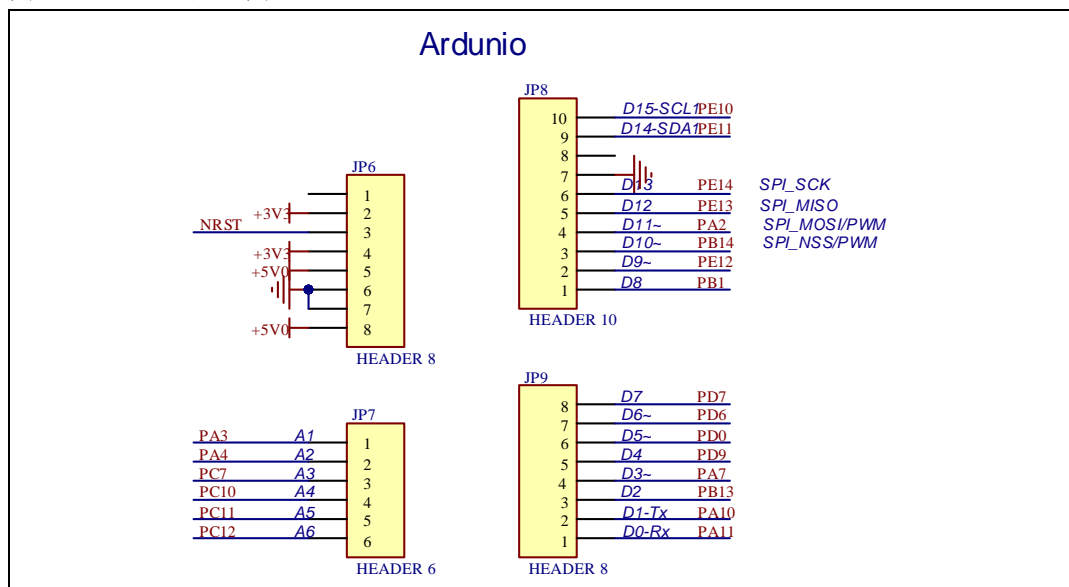 Ardunio
JP8
10 D15-SCL1 PE10
9 D14-SDA1 PE11
8
7
6 D13 PE14 SPI_SCK
5 D12 PE13 SPI_MISO
4 D11~ PA2 SPI_MOSI/PWM
3 D10~ PB14 SPI_NSS/PWM
2 D9~ PE12
1 D8 PB1
HEADER 10
JP6
1
+3V3 2
NRST 3
+3V3 4
+5V0 5
6
7
+5V0 8
HEADER 8
JP7
PA3 A1 1
PA4 A2 2
PC7 A3 3
PC10 A4 4
PC11 A5 5
PC12 A6 6
HEADER 6
JP9
8 D7 PD7
7 D6~ PD6
6 D5~ PD0
5 D4 PD9
4 D3~ PA7
3 D2 PB13
2 D1-Tx PA10
1 D0-Rx PA11
HEADER 8